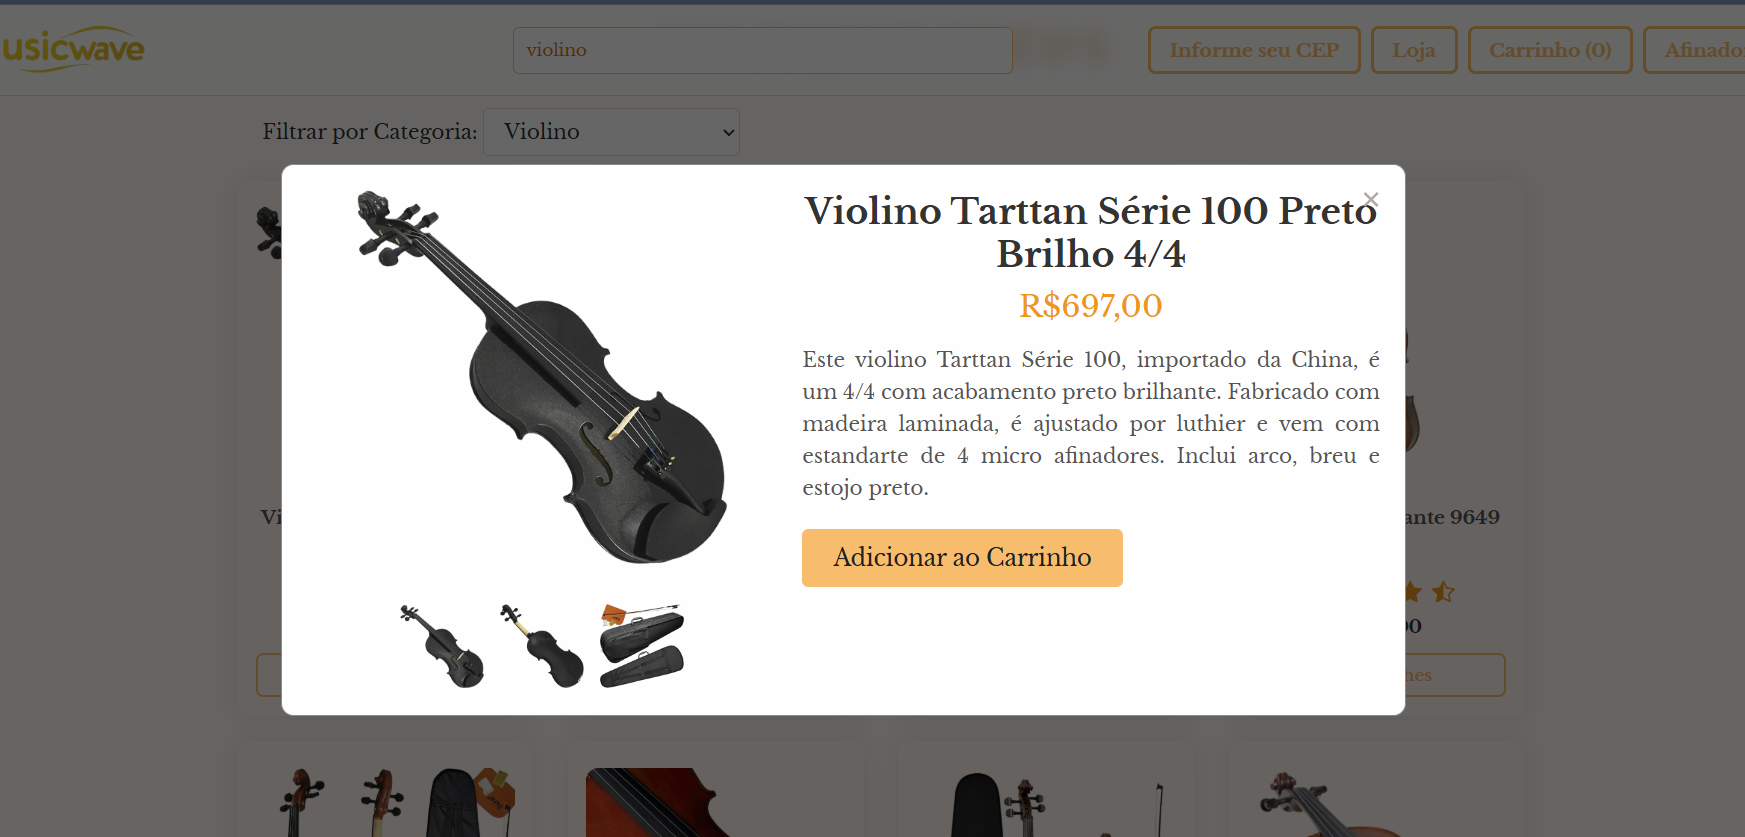 usicwave
violino
Informe seu CEP
Loja
Carrinho (0)
Afinado
Filtrar por Categoria:
Violino
×
Violino Tarttan Série 100 Preto
Brilho 4/4
R$697,00
Este violino Tarttan Série 100, importado da China, é
um 4/4 com acabamento preto brilhante. Fabricado com
madeira laminada, é ajustado por luthier e vem com
estandarte de 4 micro afinadores. Inclui arco, breu e
estojo preto.
Adicionar ao Carrinho
Vi
ante 9649
00
hes